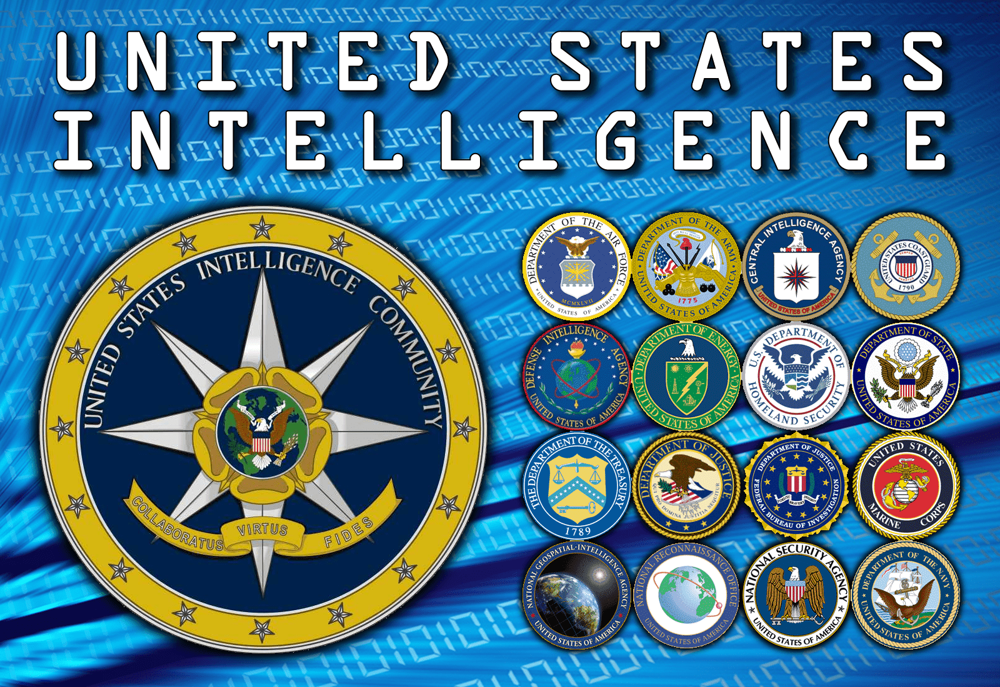 UNITED STATES
INTELLIGENCE
UNITED STATES INTELLIGENCE COMMUNITY
COLLABORATUS VIRTUS FIDES
DEPARTMENT OF THE AIR FORCE
MCMXLVII
UNITED STATES OF AMERICA
DEPARTMENT OF THE ARMY
1775
UNITED STATES OF AMERICA
CENTRAL INTELLIGENCE AGENCY
UNITED STATES OF AMERICA
UNITED STATES COAST GUARD
1790
DEFENSE INTELLIGENCE AGENCY
UNITED STATES OF AMERICA
DEPARTMENT OF ENERGY
UNITED STATES OF AMERICA
U.S. DEPARTMENT OF
HOMELAND SECURITY
DEPARTMENT OF STATE
UNITED STATES OF AMERICA
THE DEPARTMENT OF THE TREASURY
1789
DEPARTMENT OF JUSTICE
QUI PRO DOMINA JUSTITIA SEQUITUR
DEPARTMENT OF JUSTICE
FIDELITY BRAVERY INTEGRITY
FEDERAL BUREAU OF INVESTIGATION
UNITED STATES
MARINE CORPS
NATIONAL GEOSPATIAL-INTELLIGENCE AGENCY
UNITED STATES OF AMERICA
NATIONAL RECONNAISSANCE OFFICE
UNITED STATES OF AMERICA
NATIONAL SECURITY AGENCY
UNITED STATES OF AMERICA
DEPARTMENT OF THE NAVY
UNITED STATES OF AMERICA